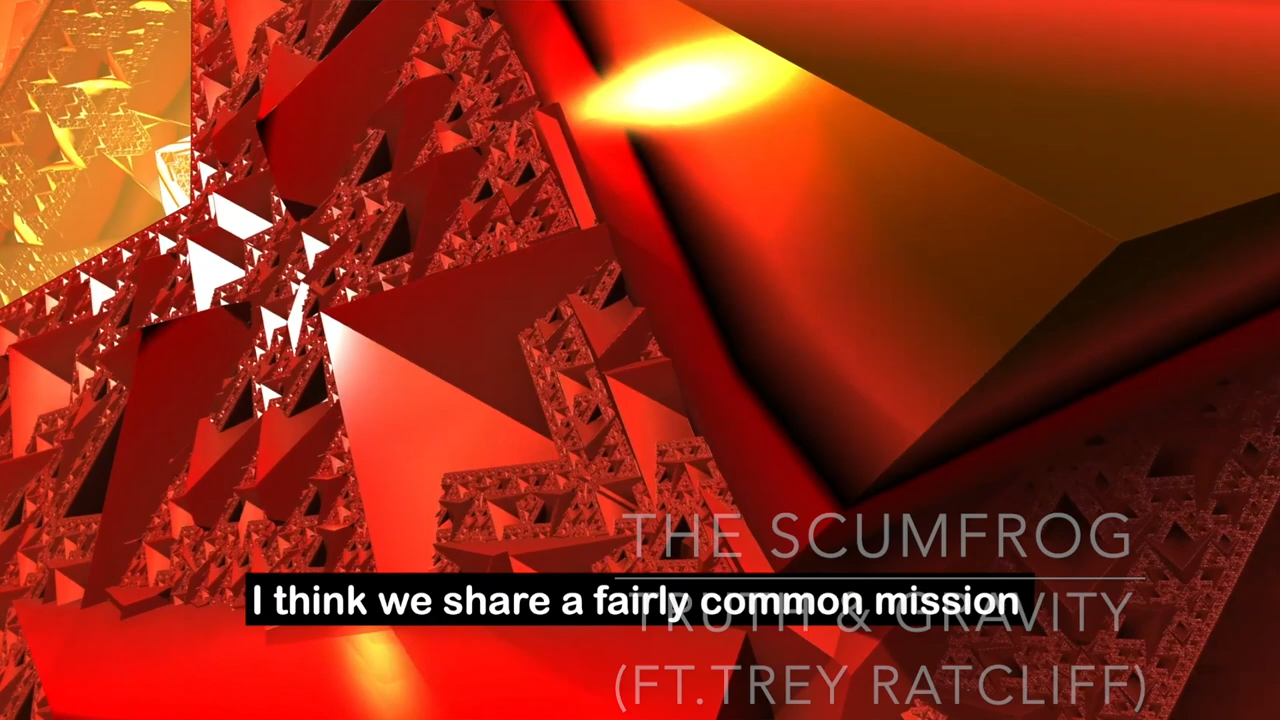 THE SCUMFROG
I think we share a fairly common mission
TRUTH & GRAVITY
(FT.TREY RATCLIFF)